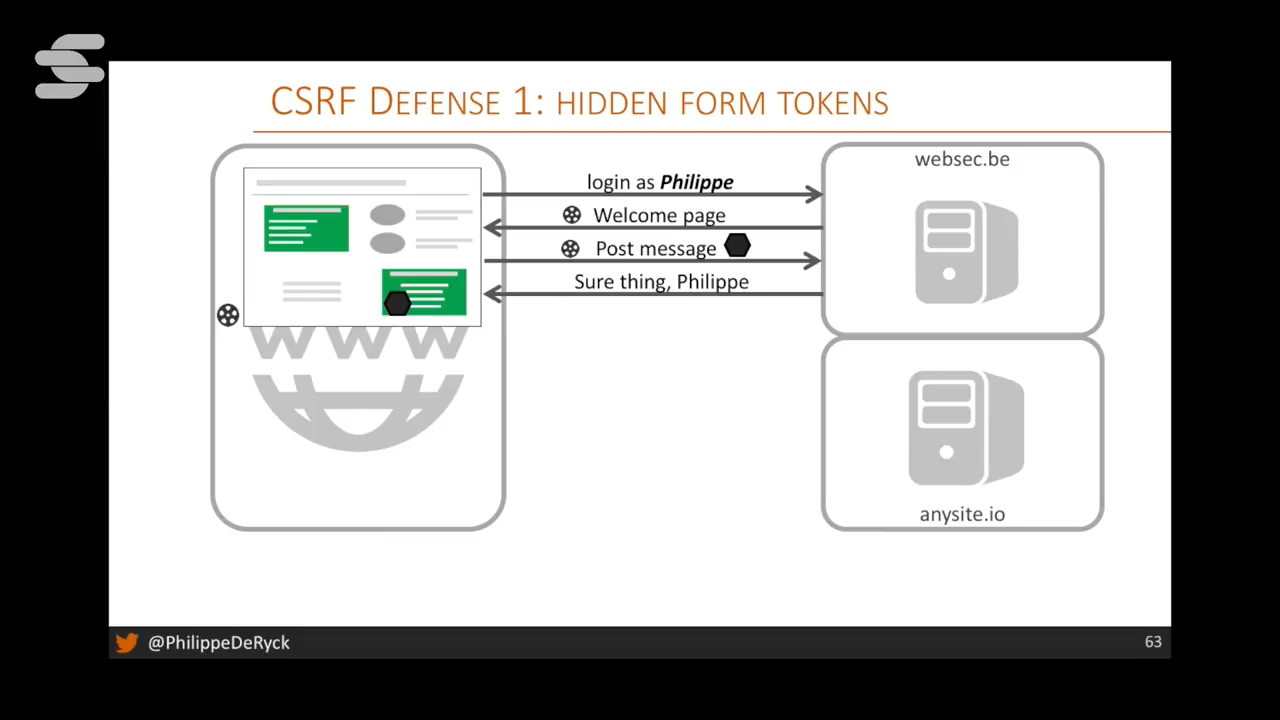 CSRF DEFENSE 1: HIDDEN FORM TOKENS
websec.be
login as Philippe
Welcome page
Post message
Sure thing, Philippe
www
anysite.io
@PhilippeDeRyck
63